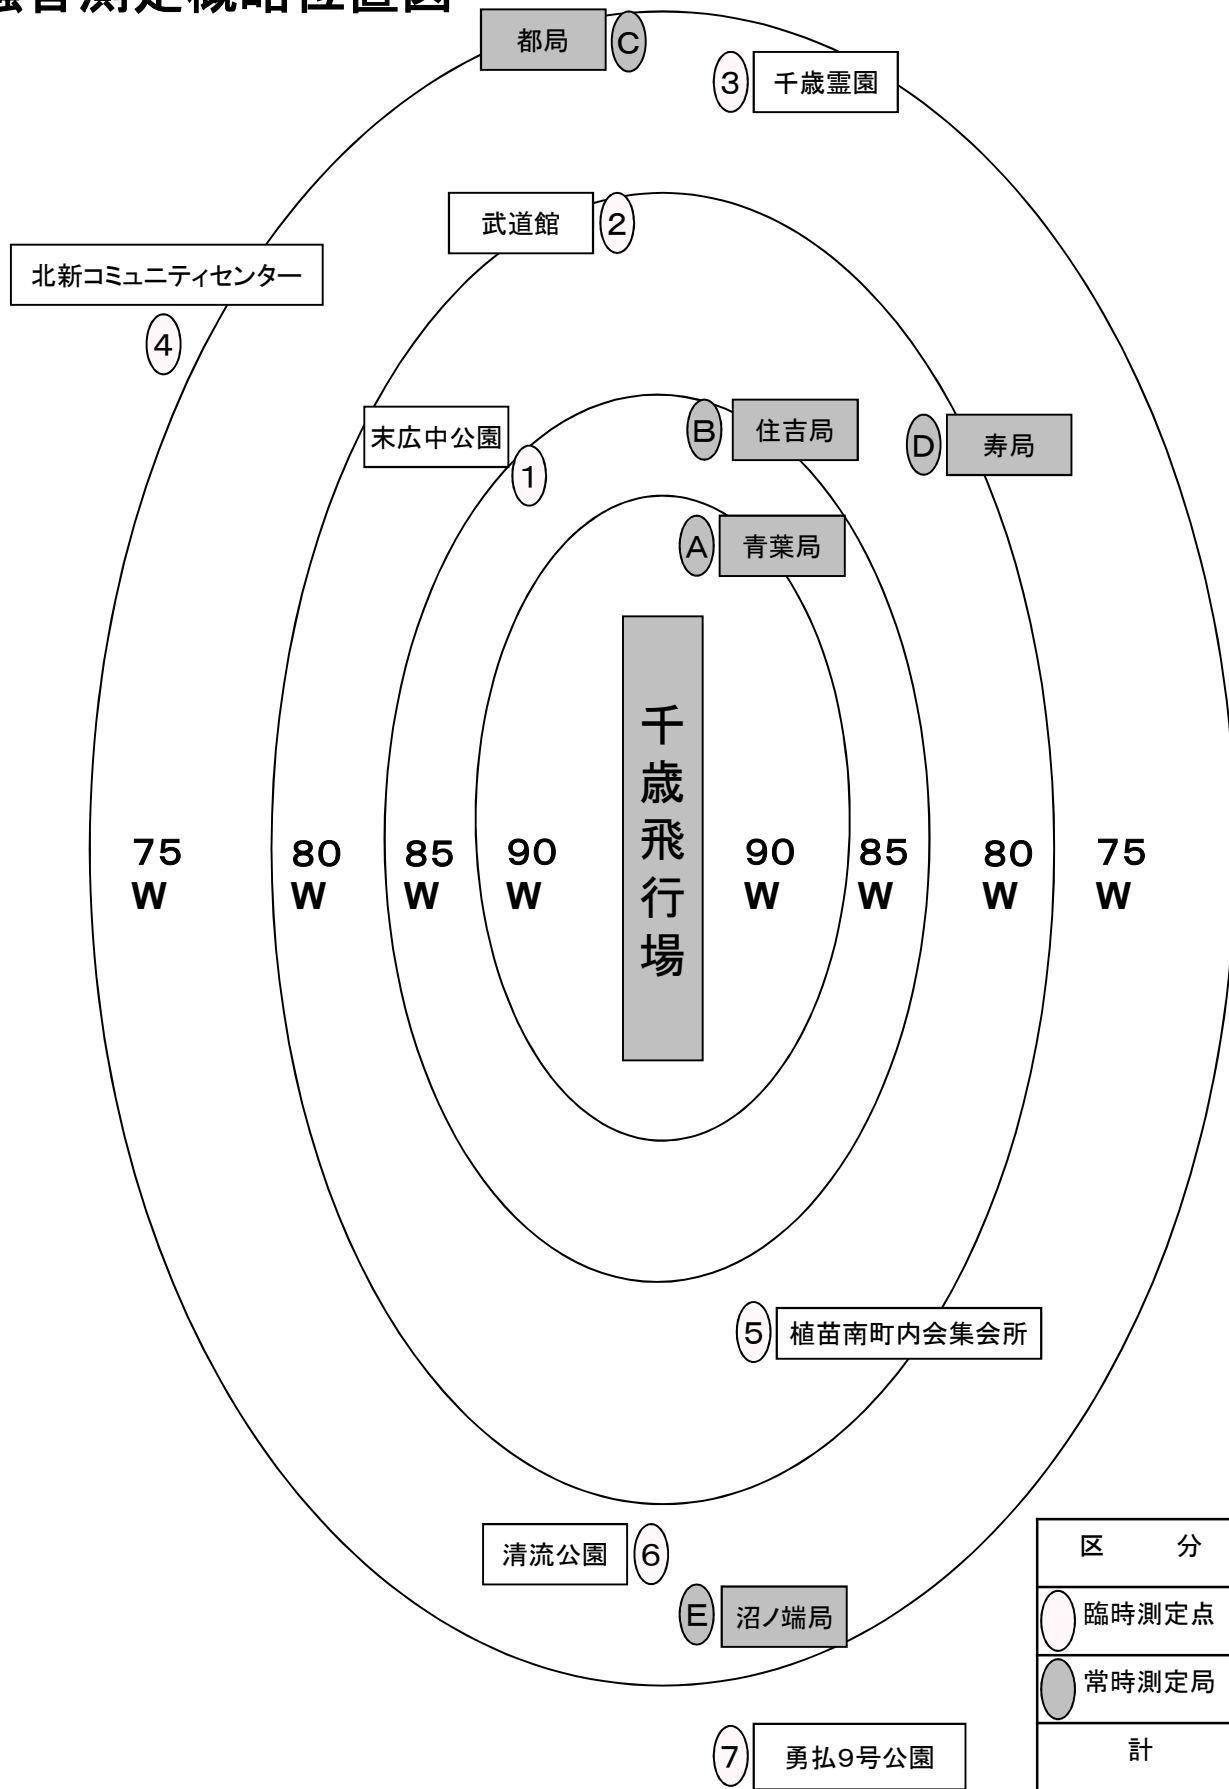 音測定概略位置図
都局
C
3
千歳霊園
武道館
2
北新コミュニティセンター
4
末広中公園
1
B
住吉局
D
寿局
A
青葉局
千歳飛行場
75 W
80 W
85 W
90 W
90 W
85 W
80 W
75 W
5
植苗南町内会集会所
清流公園
6
E
沼ノ端局
7
勇払9号公園
区　分
臨時測定点
常時測定局
計